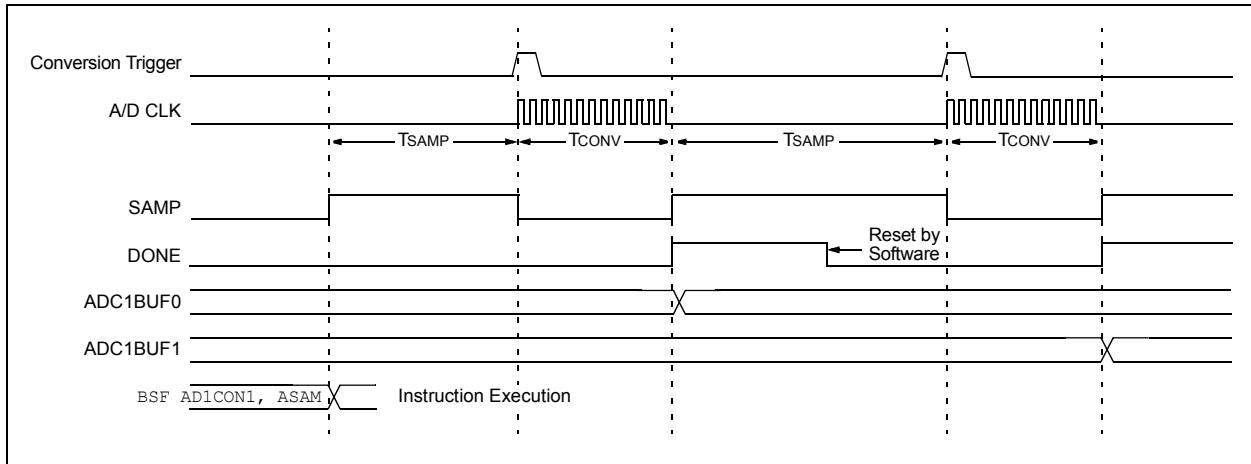 Conversion Trigger
A/D CLK
TSAMP TCONV TSAMP TCONV
SAMP
DONE
Reset by
Software
ADC1BUF0
ADC1BUF1
BSF AD1CON1, ASAM Instruction Execution